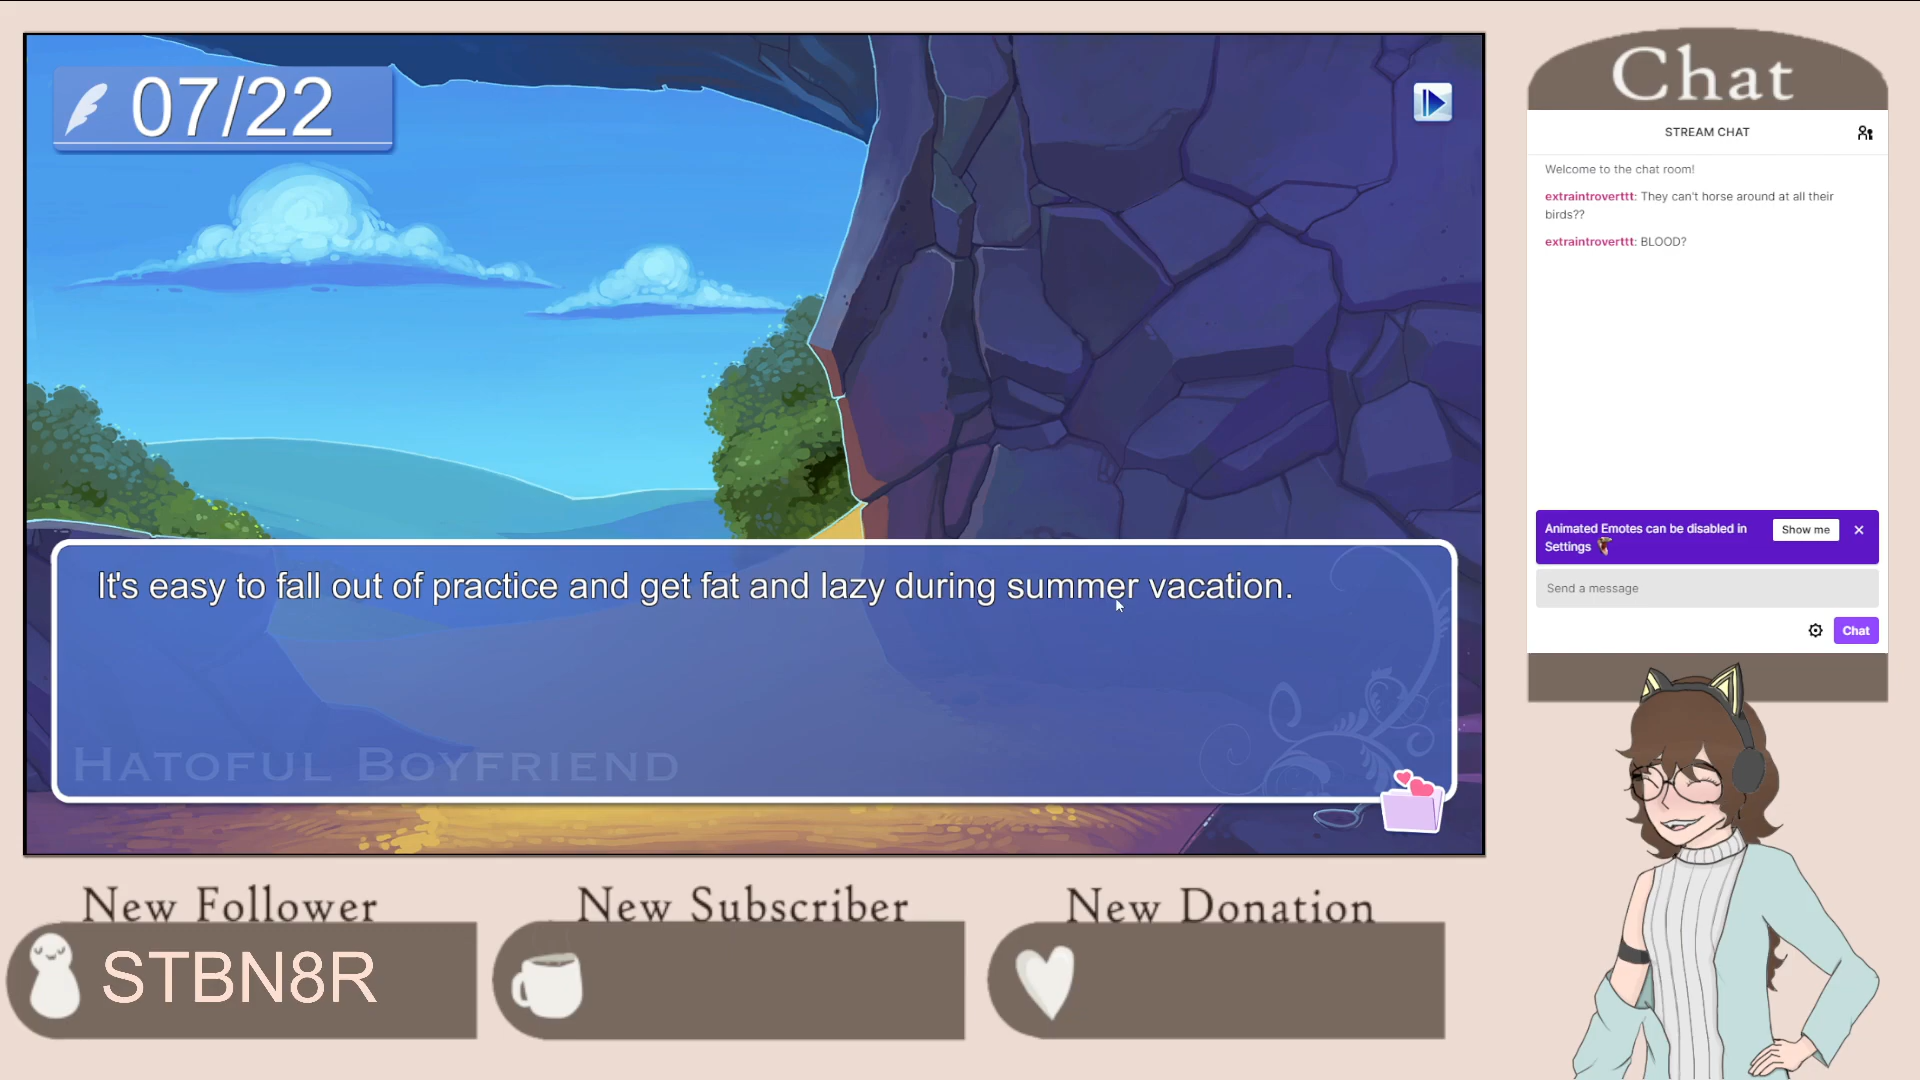 07/22
It's easy to fall out of practice and get fat and lazy during summer vacation.
HATOFUL BOYFRIEND
Chat
STREAM CHAT
Welcome to the chat room!
extraintroverttt: They can't horse around at all their
birds??
extraintroverttt: BLOOD?
Animated Emotes can be disabled in
Settings
Show me
Send a message
Chat
New Follower
STBN8R
New Subscriber
New Donation